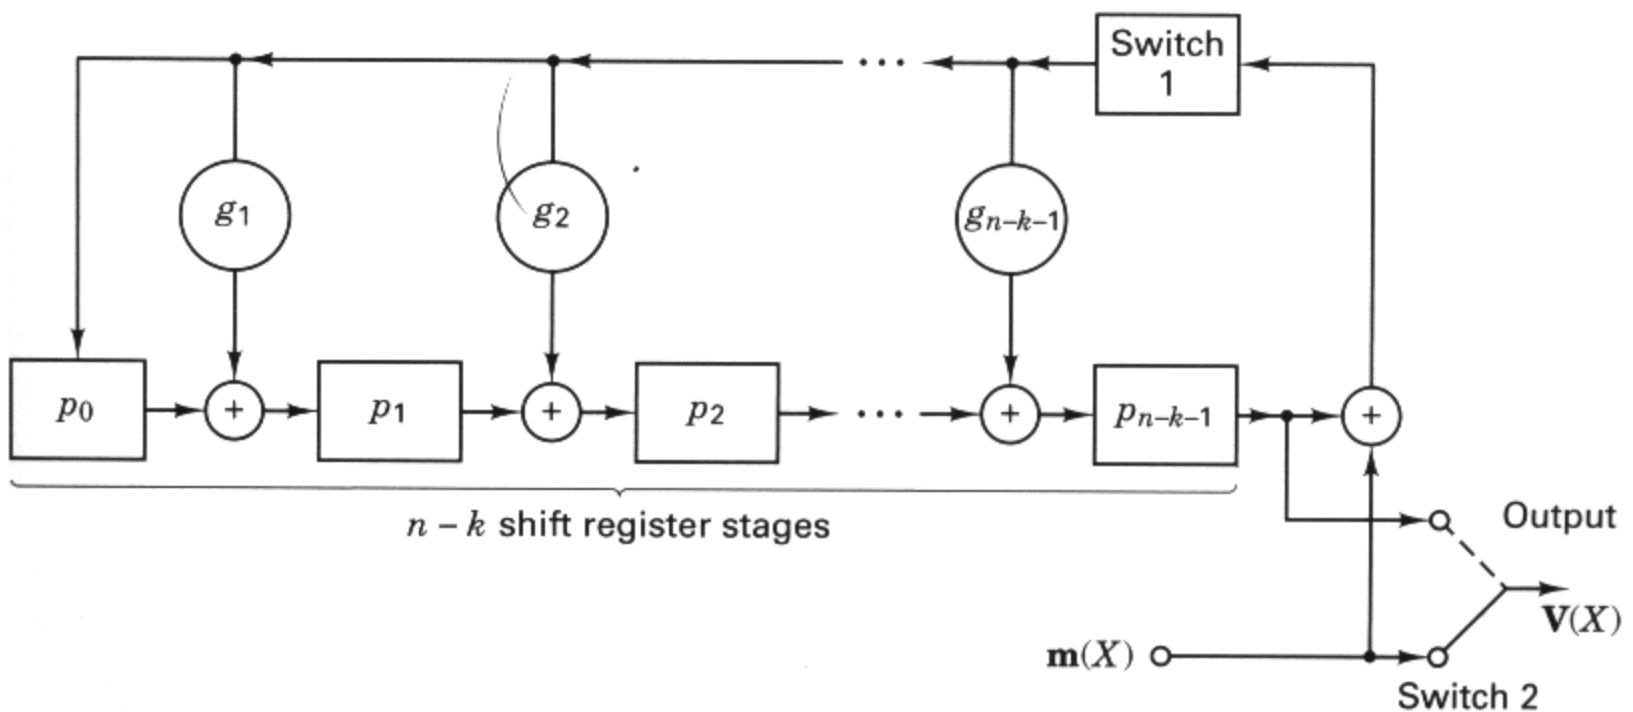 Switch
1
g1
g2
gn–k–1
+
+
+
+
p0
p1
p2
pn–k–1
...
...
n – k shift register stages
Output
V(X)
m(X)
Switch 2